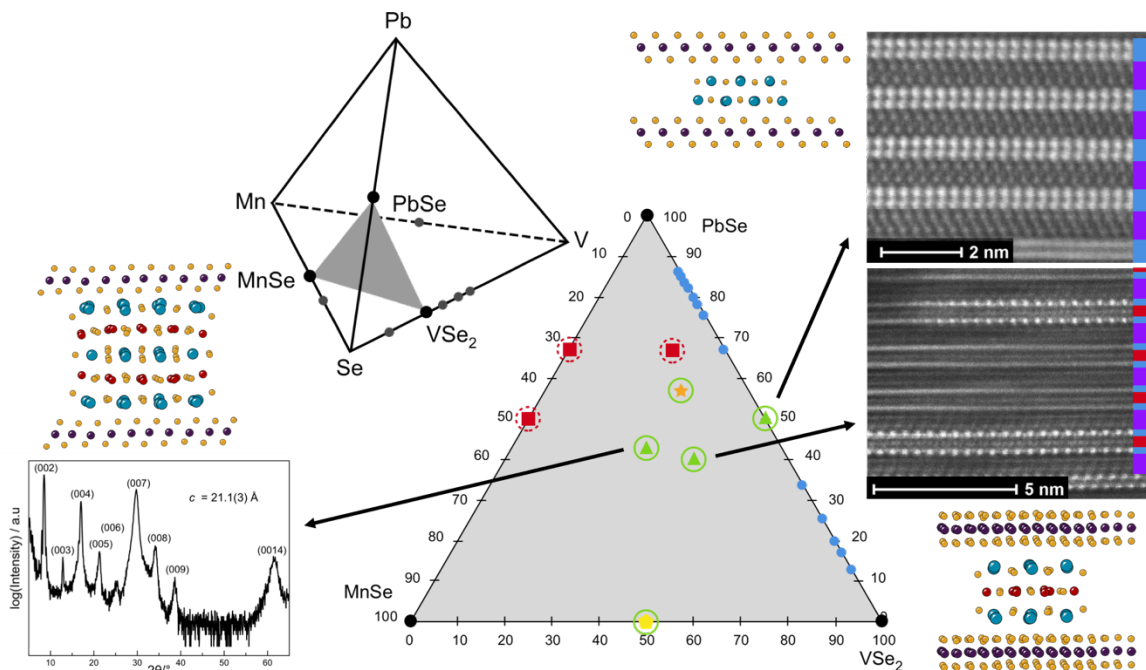 Pb
Mn
PbSe
V
MnSe
VSe₂
Se
2 nm
5 nm
0 100
PbSe
10 90
20 80
30 70
40 60
50 50
60 40
70 30
80 20
90 10
MnSe
100 0
0 10 20 30 40 50 60 70 80 90 100
VSe₂
(002)
(007)
c = 21.1(3) Å
(004)
(006)
(005)
(008)
(003)
(009)
(0014)
log(Intensity) / a.u
10 20 30 40 50 60